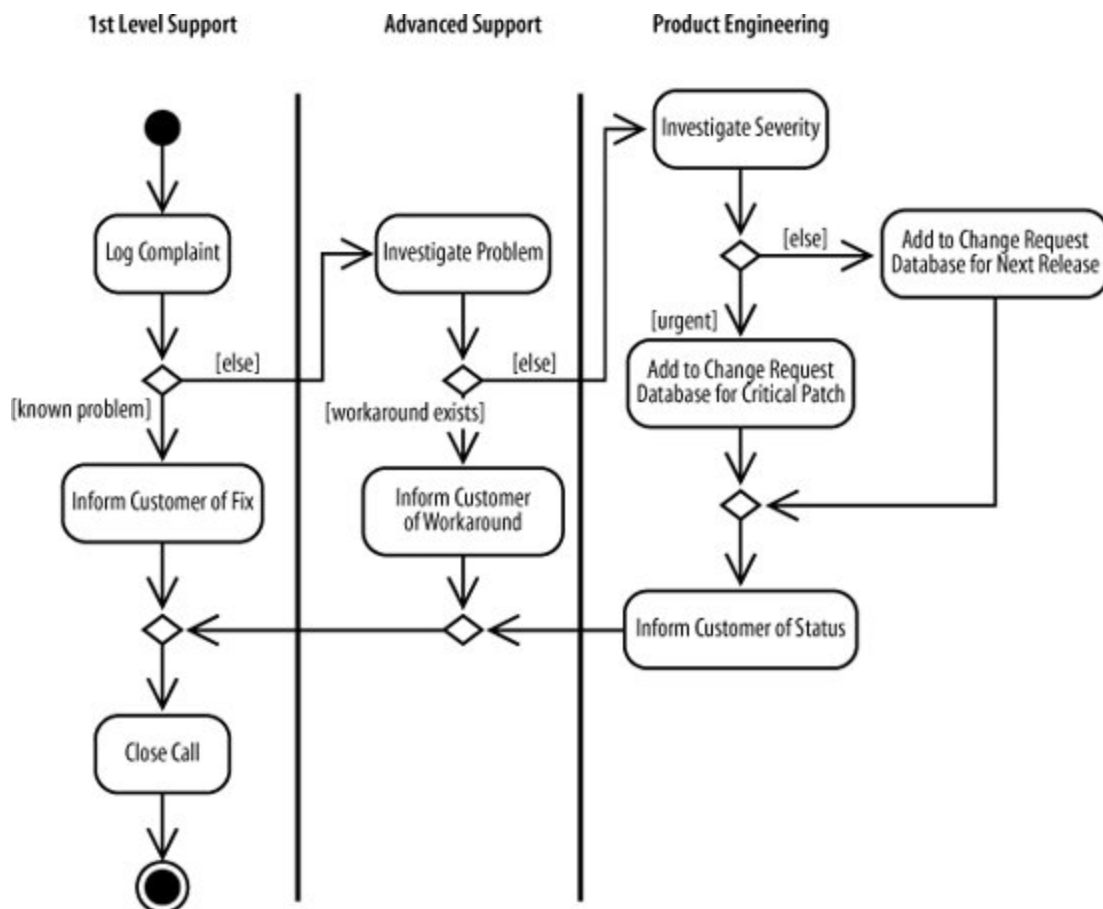 1st Level Support
Advanced Support
Product Engineering
Investigate Severity
Log Complaint
Investigate Problem
[else]
Add to Change Request
Database for Next Release
[urgent]
[else]
[else]
Add to Change Request
Database for Critical Patch
[known problem]
[workaround exists]
Inform Customer of Fix
Inform Customer
of Workaround
Inform Customer of Status
Close Call